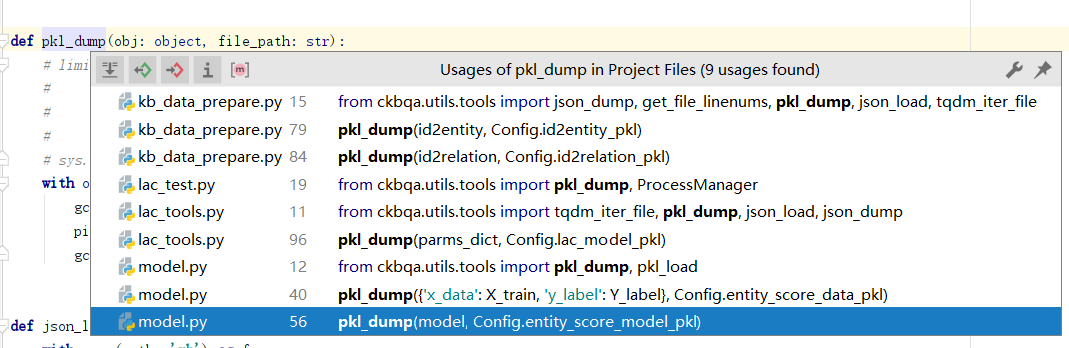 def pkl_dump(obj: object, file_path: str):
# limi
#
#
#
# sys.
with o
gc
pi
gc
def json_l
Usages of pkl_dump in Project Files (9 usages found)
kb_data_prepare.py 15 from ckbqa.utils.tools import json_dump, get_file_linenums, pkl_dump, json_load, tqdm_iter_file
kb_data_prepare.py 79 pkl_dump(id2entity, Config.id2entity_pkl)
kb_data_prepare.py 84 pkl_dump(id2relation, Config.id2relation_pkl)
lac_test.py 19 from ckbqa.utils.tools import pkl_dump, ProcessManager
lac_tools.py 11 from ckbqa.utils.tools import tqdm_iter_file, pkl_dump, json_load, json_dump
lac_tools.py 96 pkl_dump(parms_dict, Config.lac_model_pkl)
model.py 12 from ckbqa.utils.tools import pkl_dump, pkl_load
model.py 40 pkl_dump({'x_data': X_train, 'y_label': Y_label}, Config.entity_score_data_pkl)
model.py 56 pkl_dump(model, Config.entity_score_model_pkl)